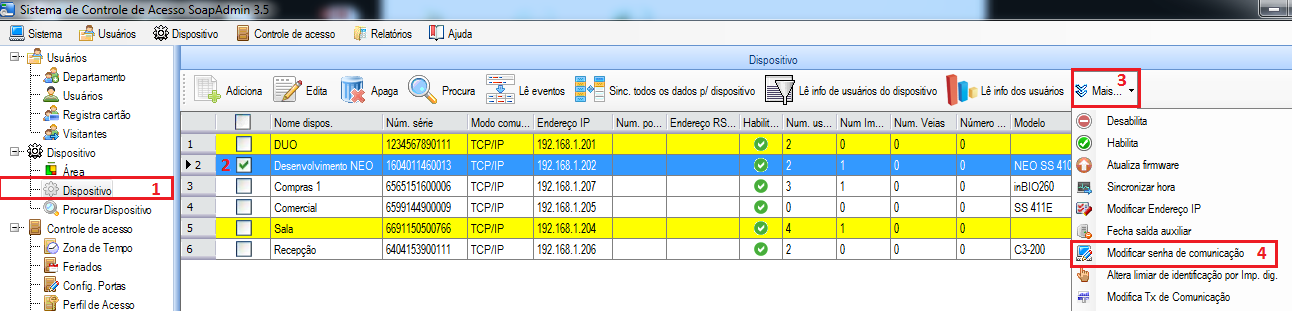 Sistema de Controle de Acesso SoapAdmin 3.5
Sistema Usuários Dispositivo Controle de acesso Relatórios Ajuda
Usuários
Departamento
Usuários
Registra cartão
Visitantes
Dispositivo
Área
Dispositivo 1
Procurar Dispositivo
Controle de acesso
Zona de Tempo
Feriados
Config. Portas
Perfil de Acesso
Dispositivo
Adiciona Edita Apaga Procura Lê eventos Sinc. todos os dados p/ dispositivo Lê info de usuários do dispositivo Lê info dos usuários Mais... 3
Nome dispos. Núm. série Modo comu... Endereço IP Num. po... Endereço RS... Habilit... Num. us... Num Im... Num. Veias Número ... Modelo
1 DUO 1234567890111 TCP/IP 192.168.1.201 2 0 0 0
2 2 Desenvolvimento NEO 1604011460013 TCP/IP 192.168.1.202 2 1 0 0 NEO SS 410
3 Compras 1 6565151600006 TCP/IP 192.168.1.207 3 1 0 0 inBIO260
4 Comercial 6599144900009 TCP/IP 192.168.1.205 0 0 0 0 SS 411E
5 Sala 6691150500766 TCP/IP 192.168.1.204 4 1 0 0
6 Recepção 6404153900111 TCP/IP 192.168.1.206 2 0 0 0 C3-200
Desabilita
Habilita
Atualiza firmware
Sincronizar hora
Modificar Endereço IP
Fecha saída auxiliar
Modificar senha de comunicação 4
Altera limiar de identificação por Imp. dig.
Modifica Tx de Comunicação